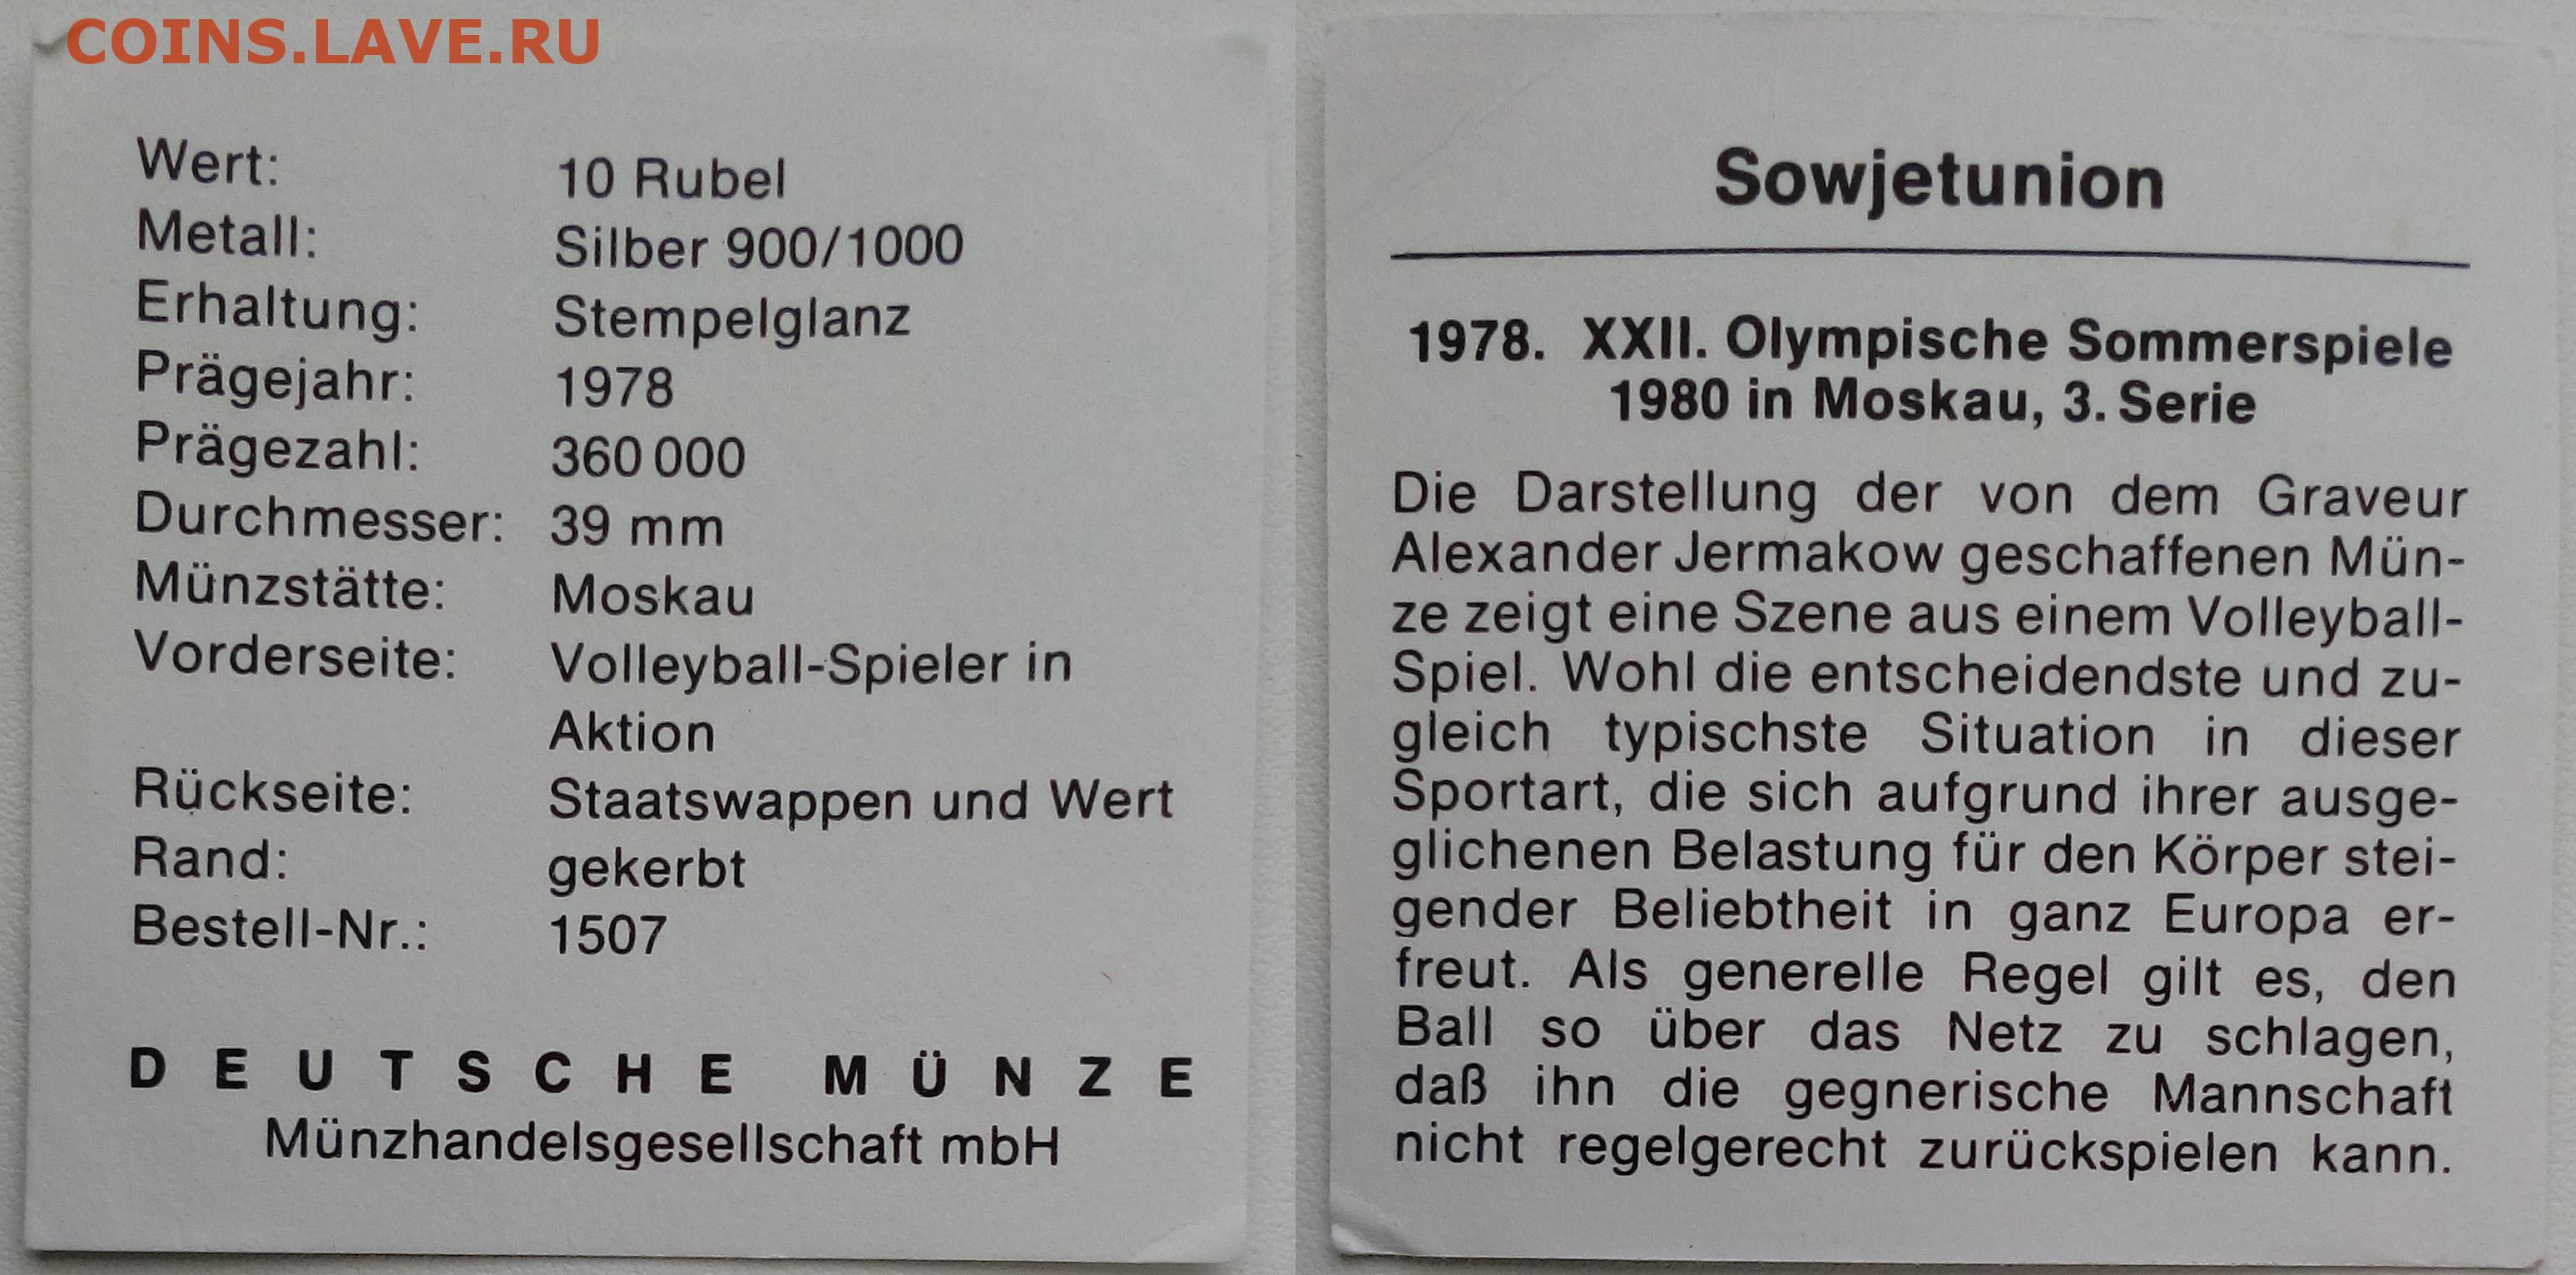 COINS.LAVE.RU
Wert: 10 Rubel
Metall: Silber 900/1000
Erhaltung: Stempelglanz
Prägejahr: 1978
Prägezahl: 360 000
Durchmesser: 39 mm
Münzstätte: Moskau
Vorderseite: Volleyball-Spieler in
Aktion
Rückseite: Staatswappen und Wert
Rand: gekerbt
Bestell-Nr.: 1507
DEUTSCHE MÜNZE
Münzhandelsgesellschaft mbH
Sowjetunion
1978. XXII. Olympische Sommerspiele
1980 in Moskau, 3. Serie
Die Darstellung der von dem Graveur
Alexander Jermakow geschaffenen Mün-
ze zeigt eine Szene aus einem Volleyball-
Spiel. Wohl die entscheidendste und zu-
gleich typischste Situation in dieser
Sportart, die sich aufgrund ihrer ausge-
glichenen Belastung für den Körper stei-
gender Beliebtheit in ganz Europa er-
freut. Als generelle Regel gilt es, den
Ball so über das Netz zu schlagen,
daß ihn die gegnerische Mannschaft
nicht regelgerecht zurückspielen kann.